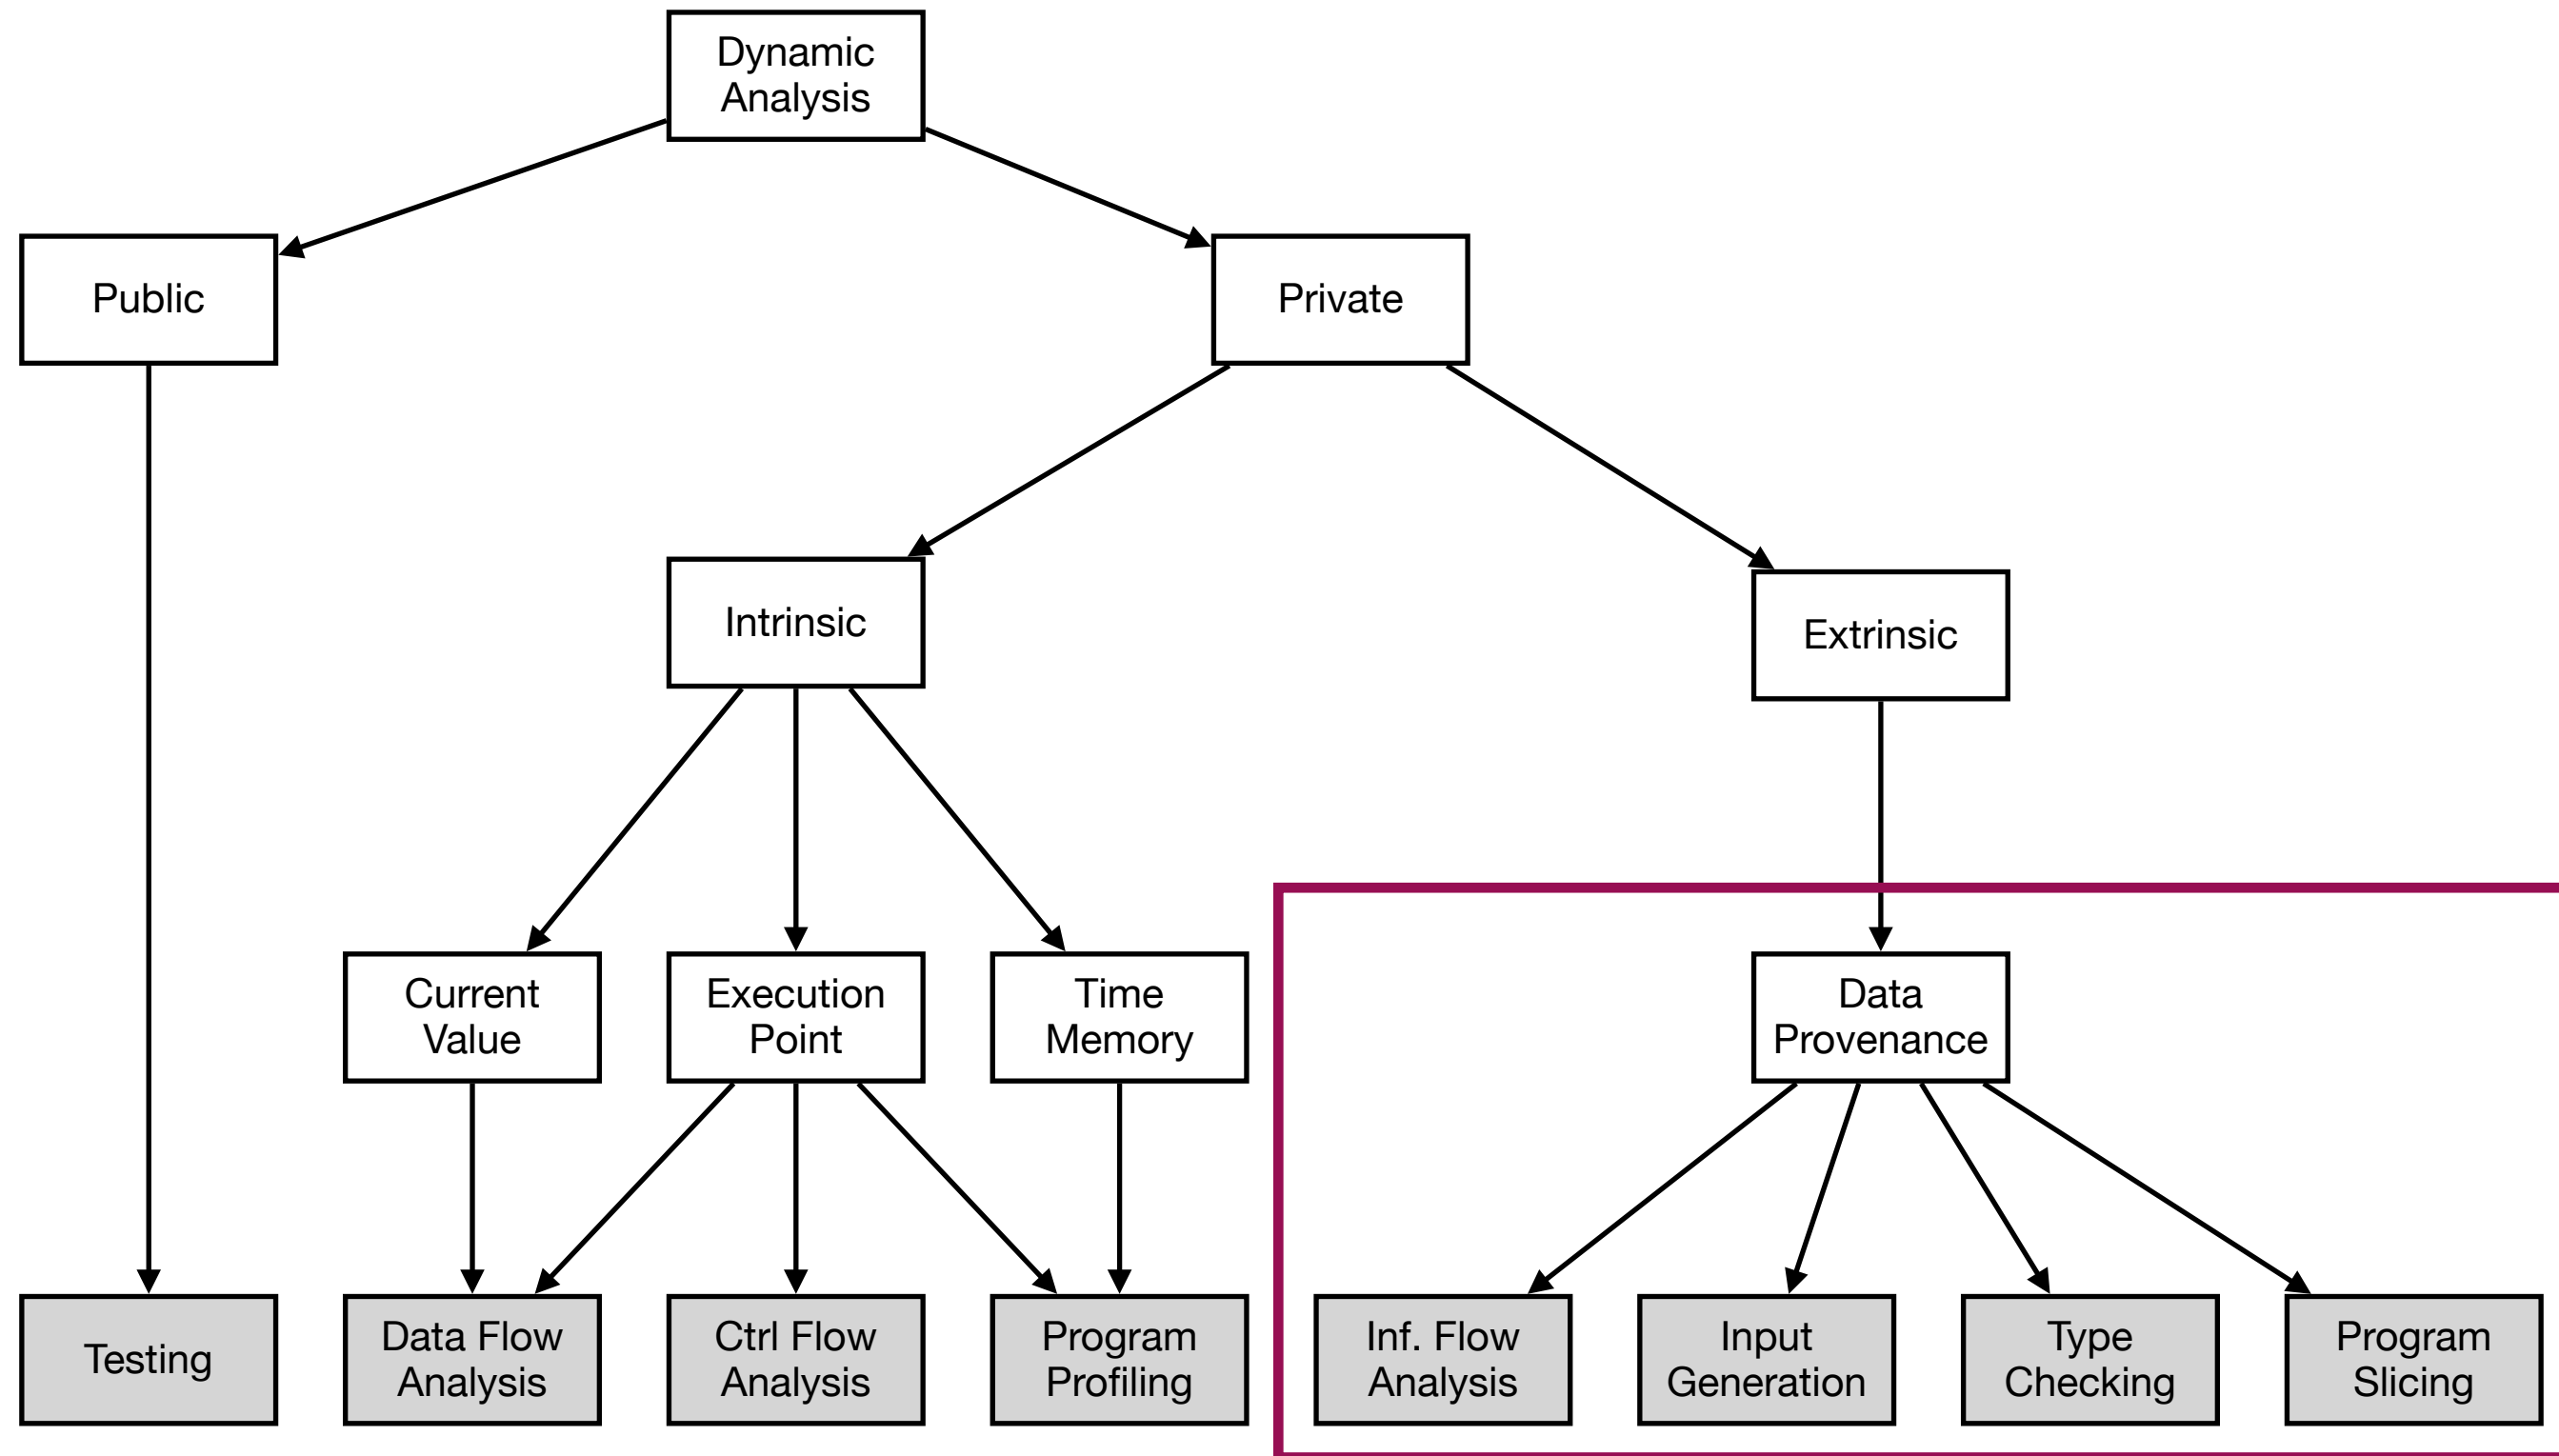 Dynamic
Analysis
Public
Private
Intrinsic
Extrinsic
Current
Value
Execution
Point
Time
Memory
Data
Provenance
Testing
Data Flow
Analysis
Ctrl Flow
Analysis
Program
Profiling
Inf. Flow
Analysis
Input
Generation
Type
Checking
Program
Slicing